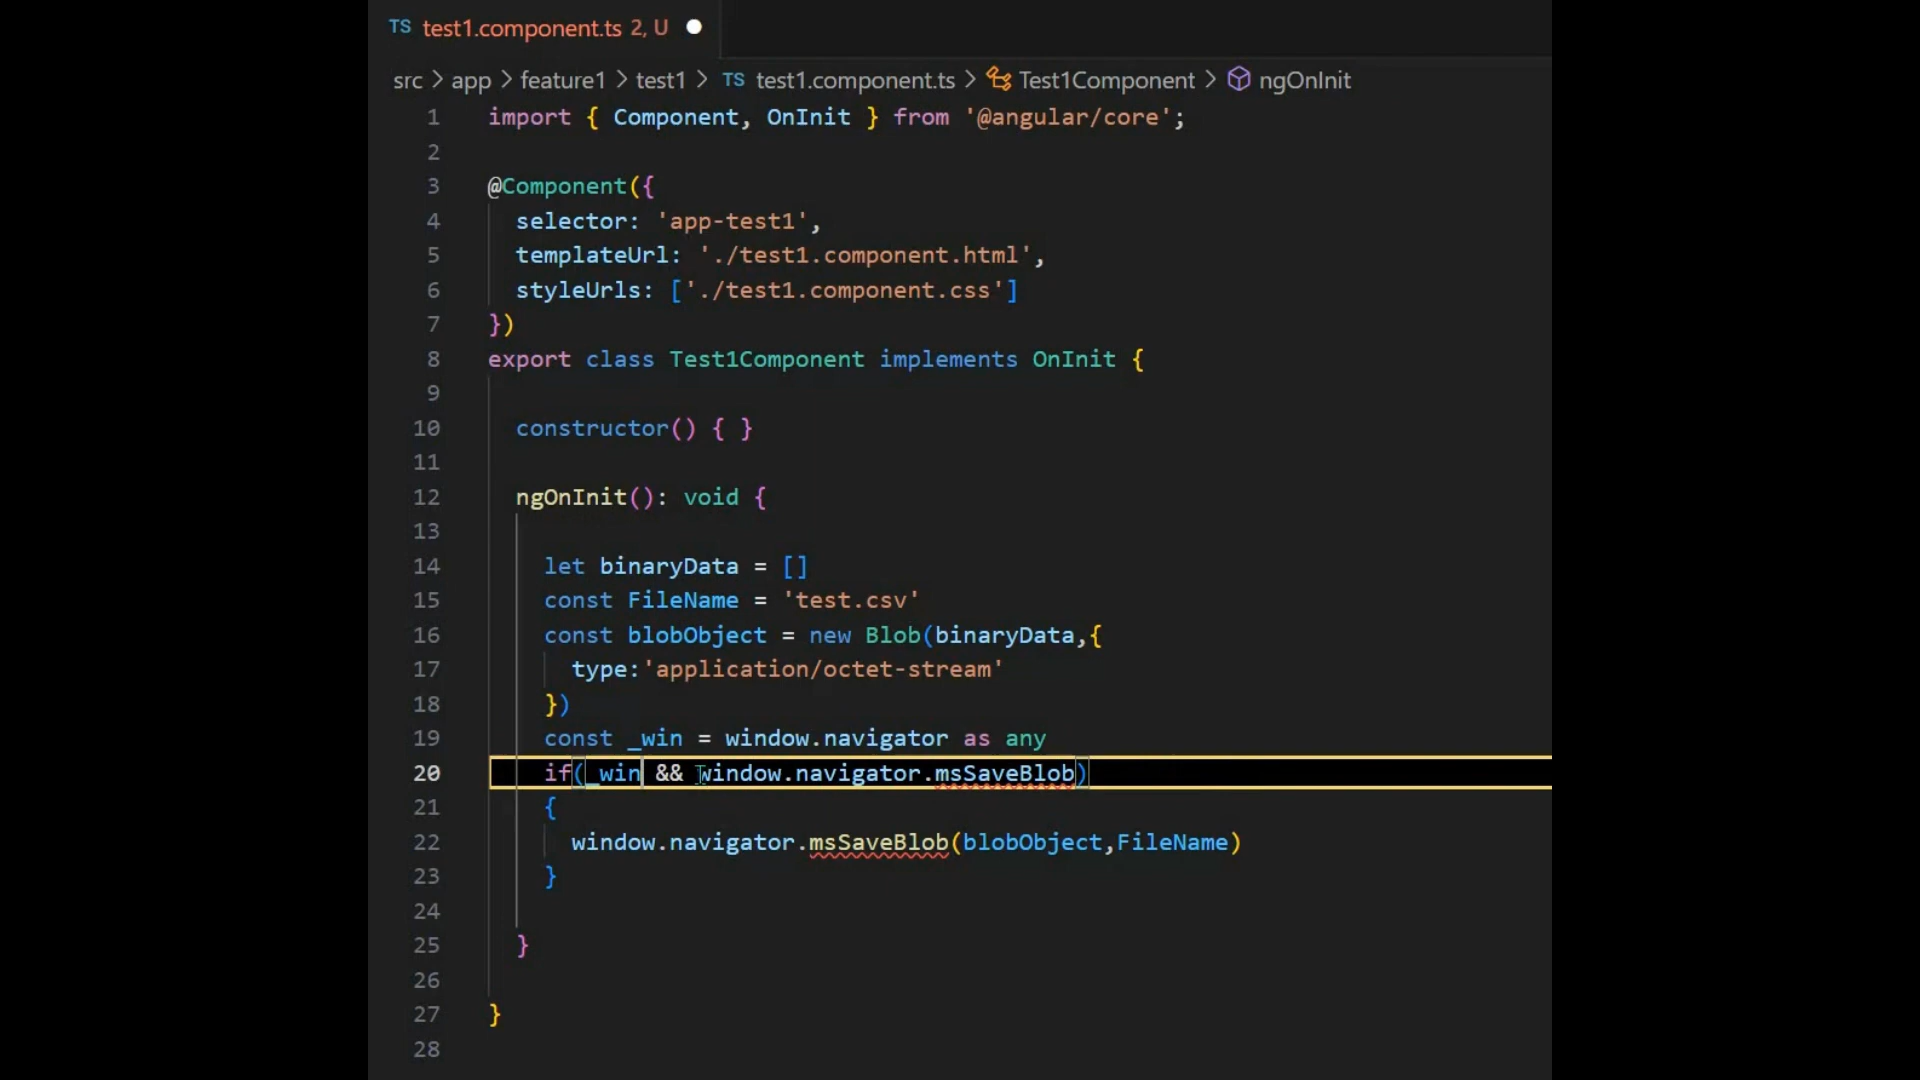 TS test1.component.ts 2, U
src > app > feature1 > test1 > TS test1.component.ts > Test1Component > ngOnInit
1 import { Component, OnInit } from '@angular/core';
2
3 @Component({
4 selector: 'app-test1',
5 templateUrl: './test1.component.html',
6 styleUrls: ['./test1.component.css']
7 })
8 export class Test1Component implements OnInit {
9
10 constructor() { }
11
12 ngOnInit(): void {
13
14 let binaryData = []
15 const FileName = 'test.csv'
16 const blobObject = new Blob(binaryData,{
17 type:'application/octet-stream'
18 })
19 const _win = window.navigator as any
20 if(_win && window.navigator.msSaveBlob)
21 {
22 window.navigator.msSaveBlob(blobObject,FileName)
23 }
24
25 }
26
27 }
28